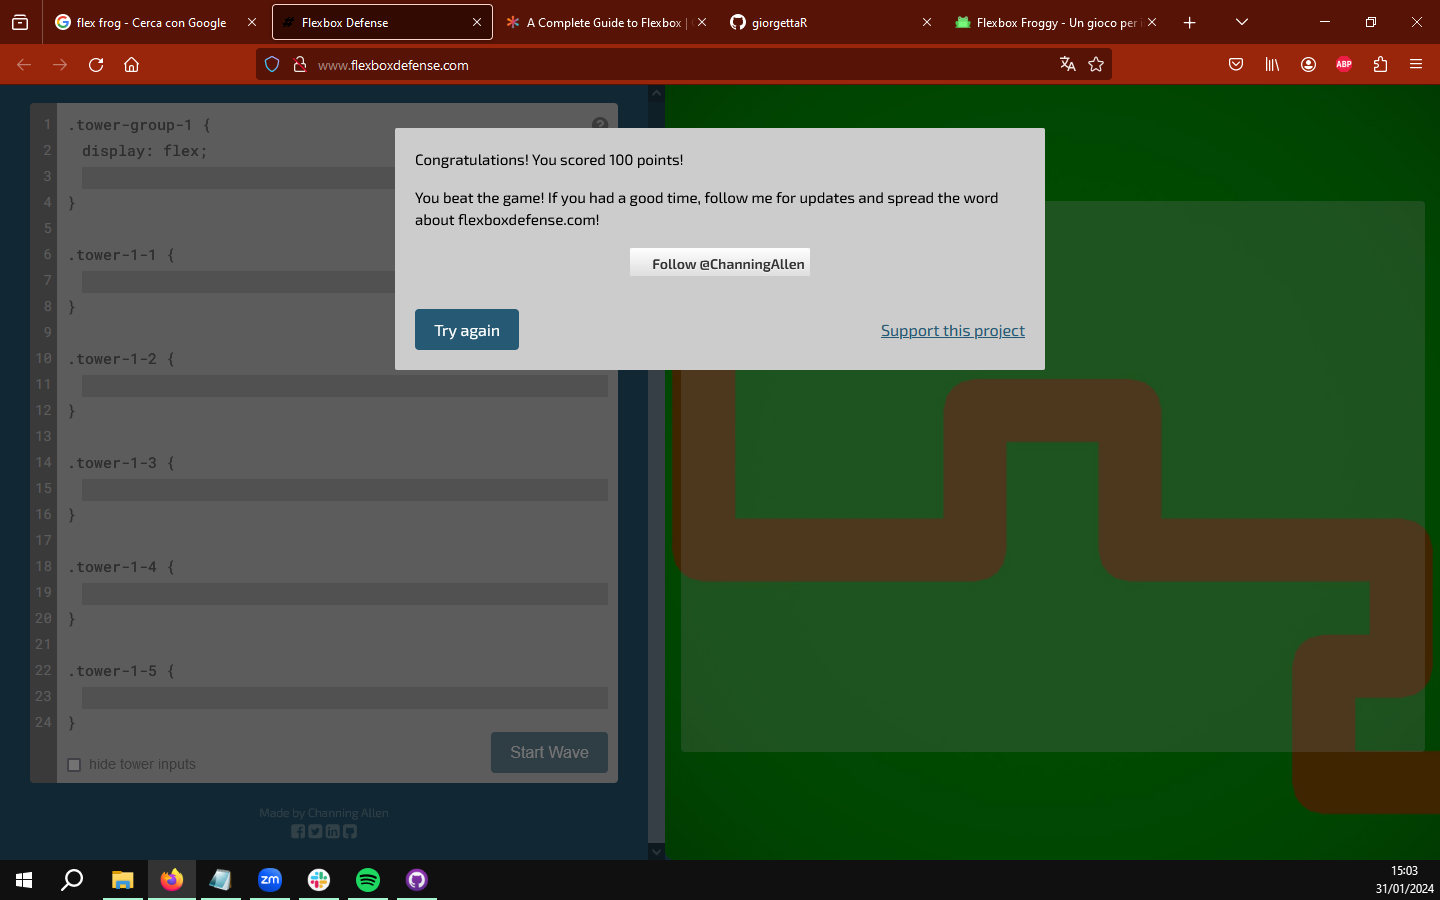 flex frog - Cerca con Google
Flexbox Defense
A Complete Guide to Flexbox |
giorgettaR
Flexbox Froggy - Un gioco per
www.flexboxdefense.com
ABP
1 .tower-group-1 {
2 display: flex;
3
4 }
5
6 .tower-1-1 {
7
8 }
9
10 .tower-1-2 {
11
12 }
13
14 .tower-1-3 {
15
16 }
17
18 .tower-1-4 {
19
20 }
21
22 .tower-1-5 {
23
24 }
?
hide tower inputs
Start Wave
Made by Channing Allen
Congratulations! You scored 100 points!
You beat the game! If you had a good time, follow me for updates and spread the word
about flexboxdefense.com!
Follow @ChanningAllen
Try again
Support this project
zm
15:03
31/01/2024